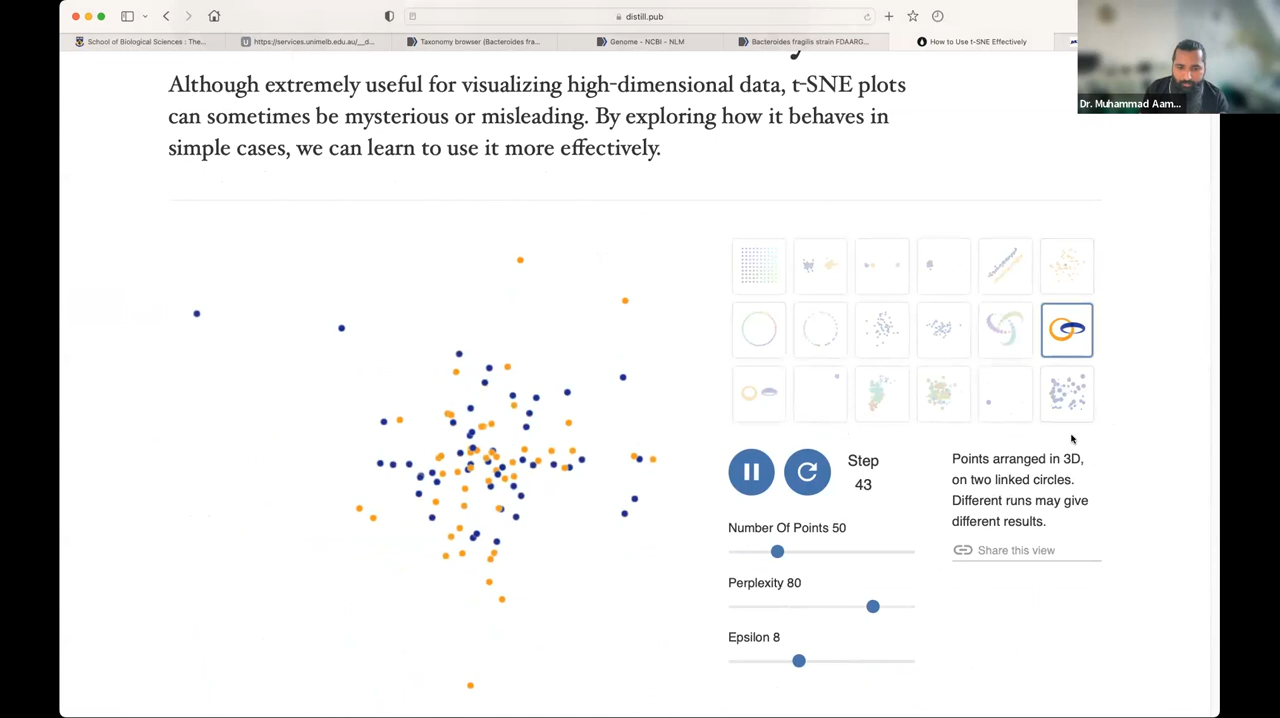 distill.pub
School of Biological Sciences : The...
https://services.unimelb.edu.au/__d...
Taxonomy browser (Bacteroides fra...
Genome - NCBI - NLM
Bacteroides fragilis strain FDAARG...
How to Use t-SNE Effectively
Dr. Muhammad Aam...
Although extremely useful for visualizing high-dimensional data, t-SNE plots
can sometimes be mysterious or misleading. By exploring how it behaves in
simple cases, we can learn to use it more effectively.
Step
43
Points arranged in 3D,
on two linked circles.
Different runs may give
different results.
Share this view
Number Of Points 50
Perplexity 80
Epsilon 8